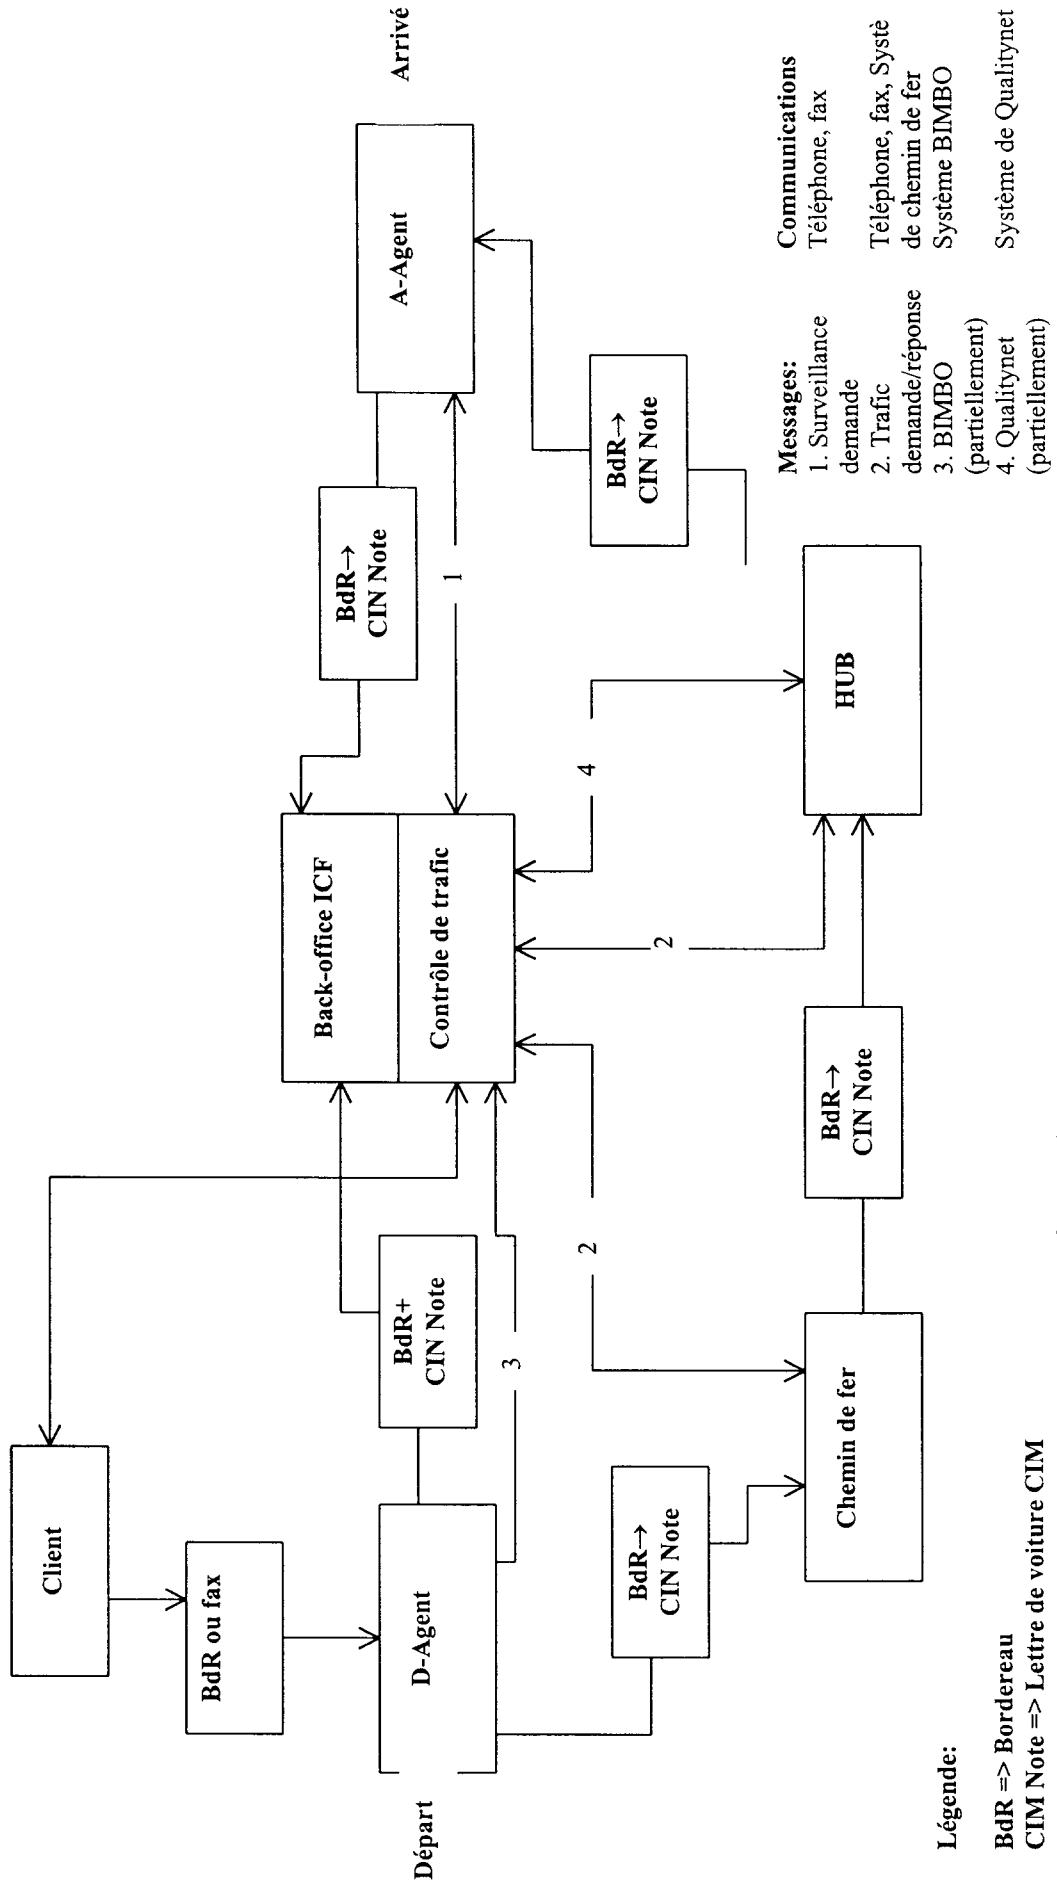 Client
BdR ou fax
Départ
D-Agent
BdR+
CIN Note
3
BdR→
CIN Note
Chemin de fer
2
Back-office ICF
Contrôle de trafic
2
4
BdR→
CIN Note
HUB
BdR→
CIN Note
1
BdR→
CIN Note
A-Agent
Arrivé
Légende:
BdR => Bordereau
CIM Note => Lettre de voiture CIM
Messages:
1. Surveillance
demande
2. Trafic
demande/réponse
3. BIMBO
(partiellement)
4. Qualitynet
(partiellement)
Communications
Téléphone, fax
Téléphone, fax, Systè
de chemin de fer
Système BIMBO
Système de Qualitynet